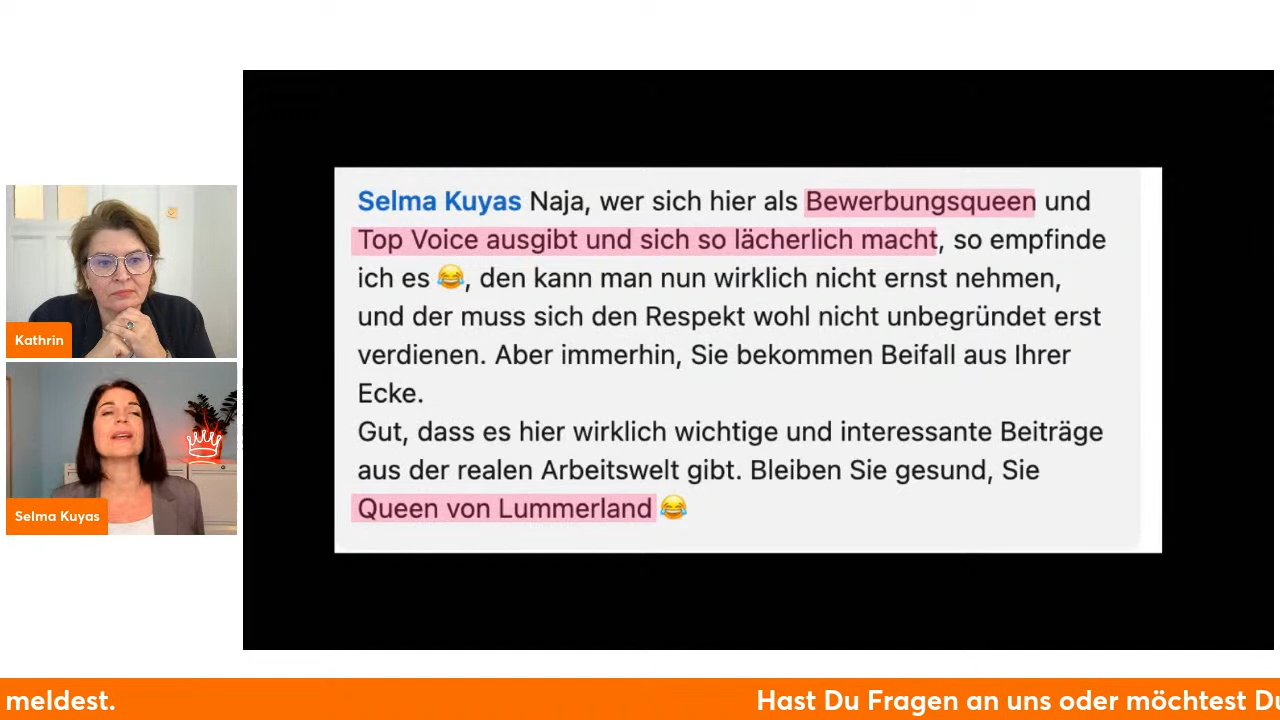 Kathrin
Selma Kuyas
Selma Kuyas Naja, wer sich hier als Bewerbungsqueen und
Top Voice ausgibt und sich so lächerlich macht, so empfinde
ich es 😂, den kann man nun wirklich nicht ernst nehmen,
und der muss sich den Respekt wohl nicht unbegründet erst
verdienen. Aber immerhin, Sie bekommen Beifall aus Ihrer
Ecke.
Gut, dass es hier wirklich wichtige und interessante Beiträge
aus der realen Arbeitswelt gibt. Bleiben Sie gesund, Sie
Queen von Lummerland 😂
meldest. Hast Du Fragen an uns oder möchtest Du